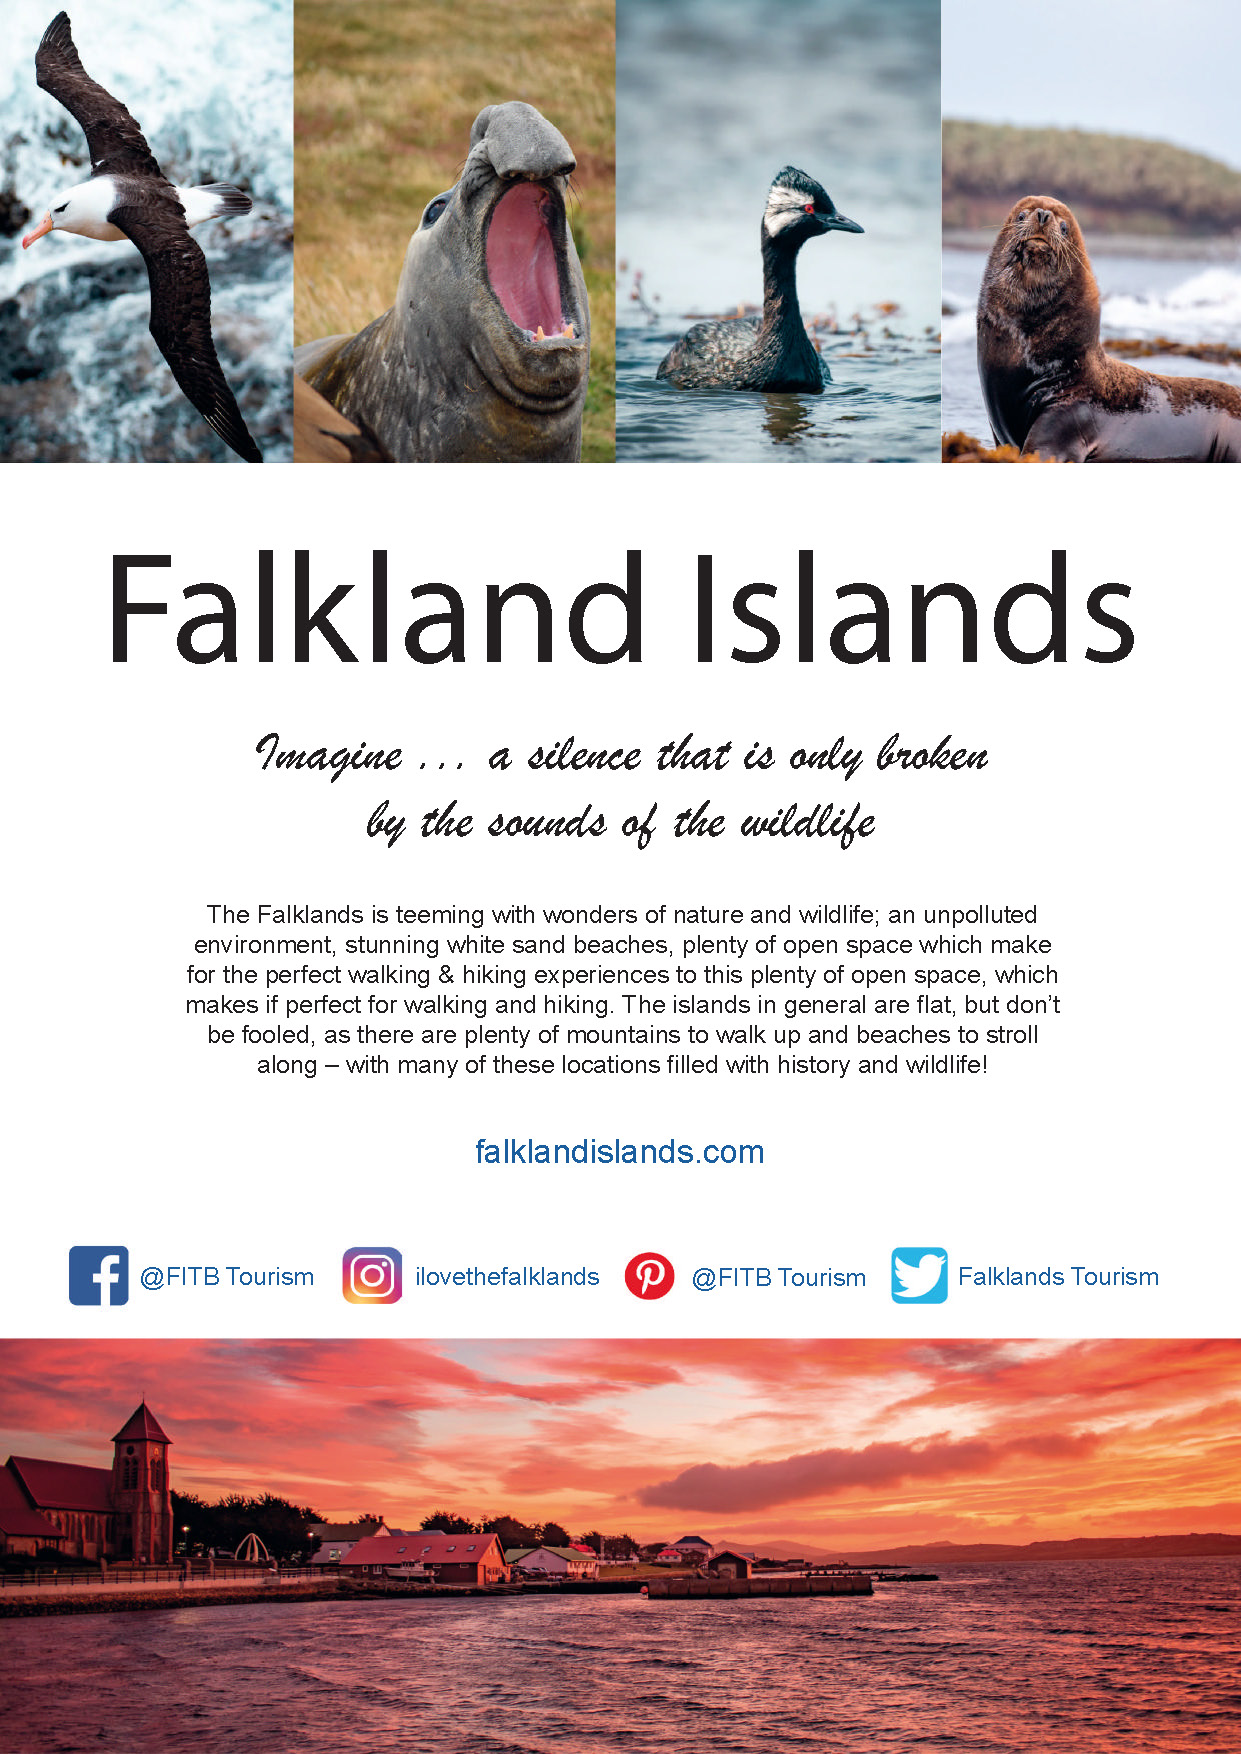 Falkland Islands
Imagine ... a silence that is only broken
by the sounds of the wildlife
The Falklands is teeming with wonders of nature and wildlife; an unpolluted
environment, stunning white sand beaches, plenty of open space which make
for the perfect walking & hiking experiences to this plenty of open space, which
makes if perfect for walking and hiking. The islands in general are flat, but don’t
be fooled, as there are plenty of mountains to walk up and beaches to stroll
along – with many of these locations filled with history and wildlife!
falklandislands.com
@FITB Tourism ilovethefalklands @FITB Tourism Falklands Tourism